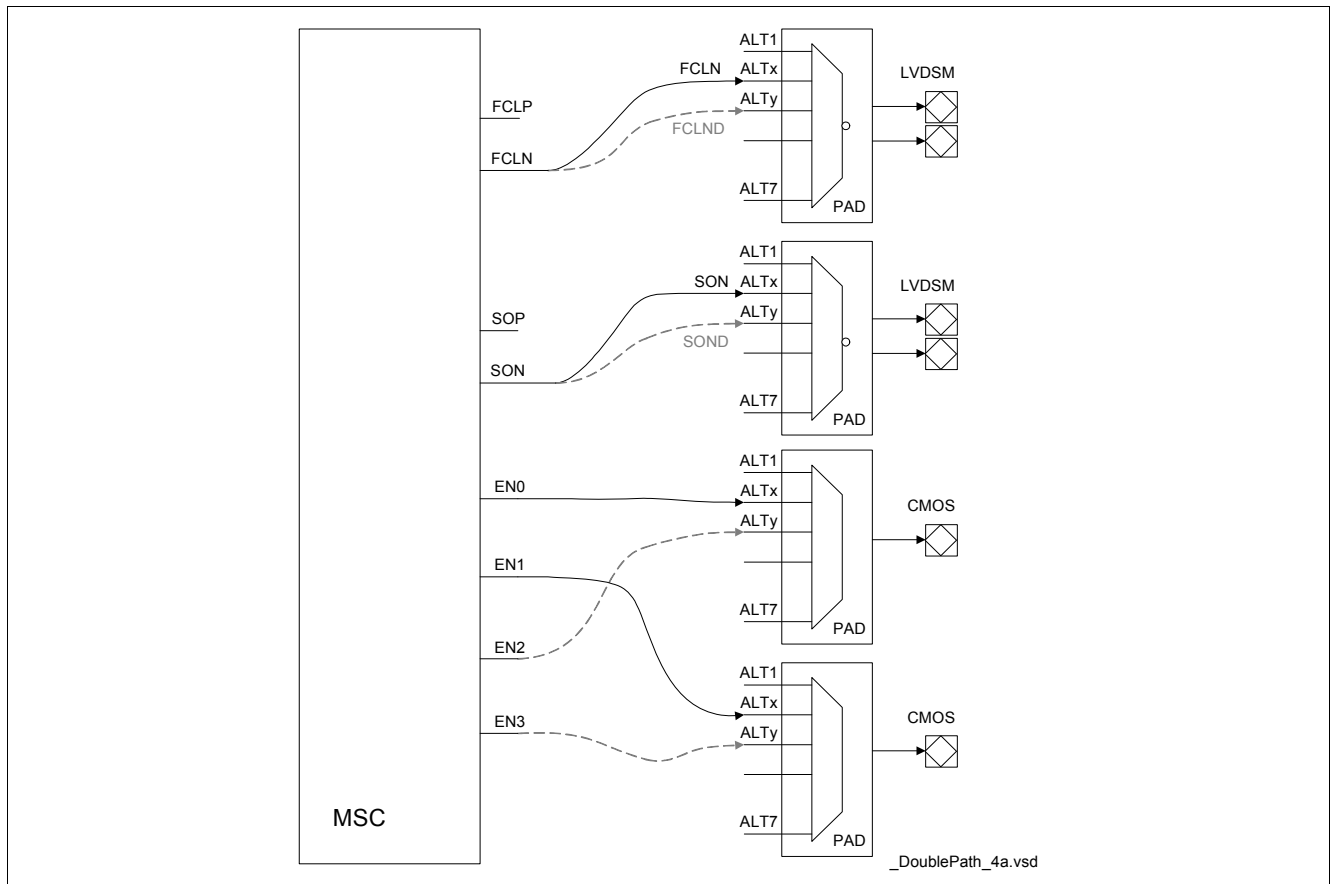 ALT1
FCLN
ALTx
LVDSM
FCLP
ALTy
FCLND
FCLN
ALT7
PAD
ALT1
SON
ALTx
LVDSM
SOP
ALTy
SOND
SON
ALT7
PAD
ALT1
EN0
ALTx
CMOS
ALTy
EN1
ALT7
PAD
EN2
ALT1
ALTx
EN3
CMOS
ALTy
MSC
ALT7
PAD
_DoublePath_4a.vsd